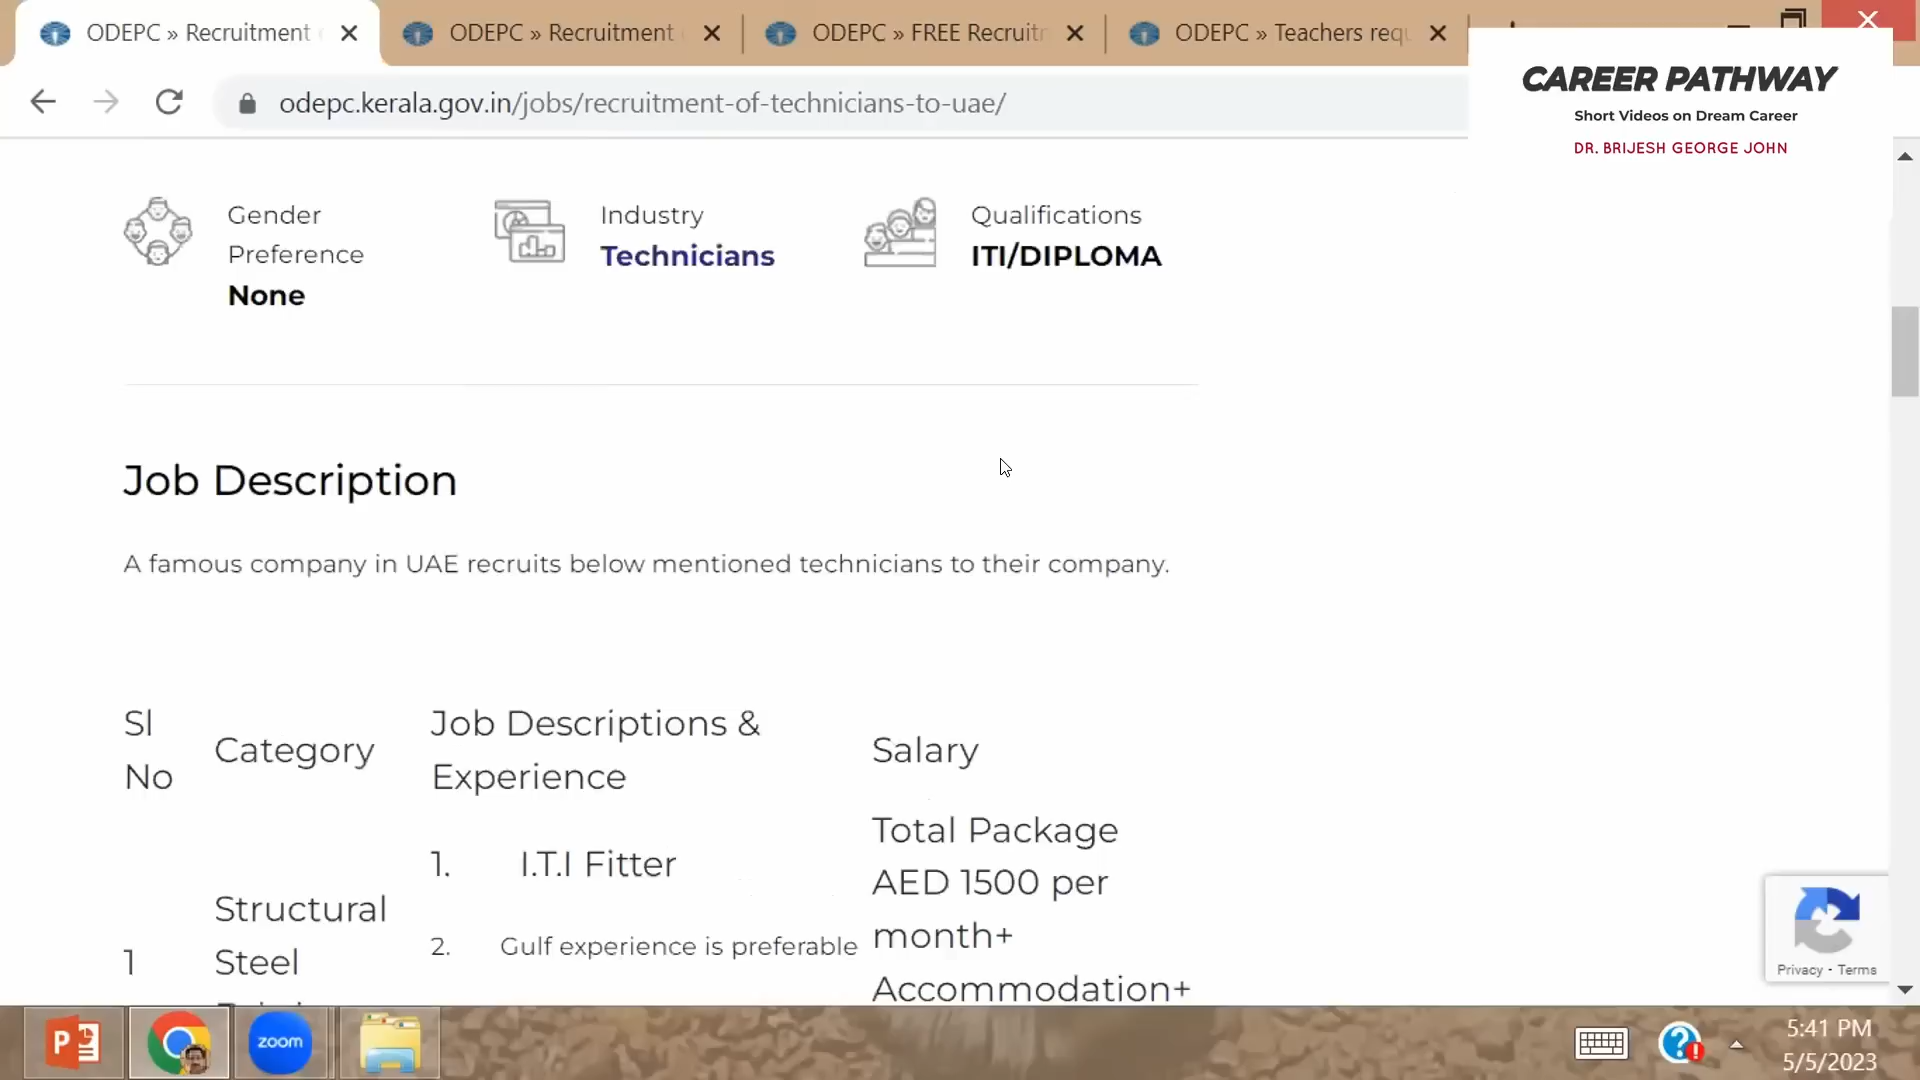 ODEPC » Recruitment
ODEPC » Recruitment
ODEPC » FREE Recruit
ODEPC » Teachers requ
odepc.kerala.gov.in/jobs/recruitment-of-technicians-to-uae/
CAREER PATHWAY
Short Videos on Dream Career
DR. BRIJESH GEORGE JOHN
Gender
Preference
None
Industry
Technicians
Qualifications
ITI/DIPLOMA
Job Description
A famous company in UAE recruits below mentioned technicians to their company.
Sl
No
Category
Job Descriptions &
Experience
Salary
1
Structural
Steel
1. I.T.I Fitter
2. Gulf experience is preferable
Total Package
AED 1500 per
month+
Accommodation+
Privacy - Terms
zoom
5:41 PM
5/5/2023